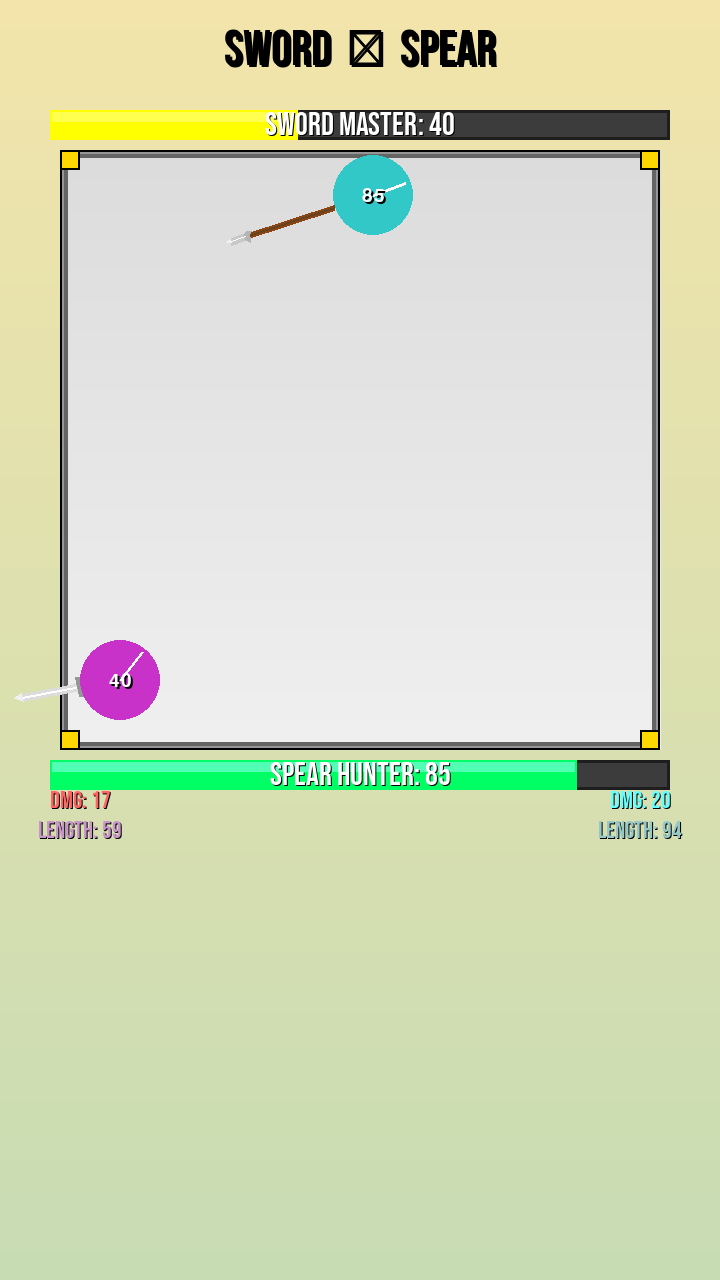 SWORD SPEAR
SWORD MASTER: 40
85
40
SPEAR HUNTER: 85
DMG: 17
DMG: 20
LENGTH: 59
LENGTH: 94